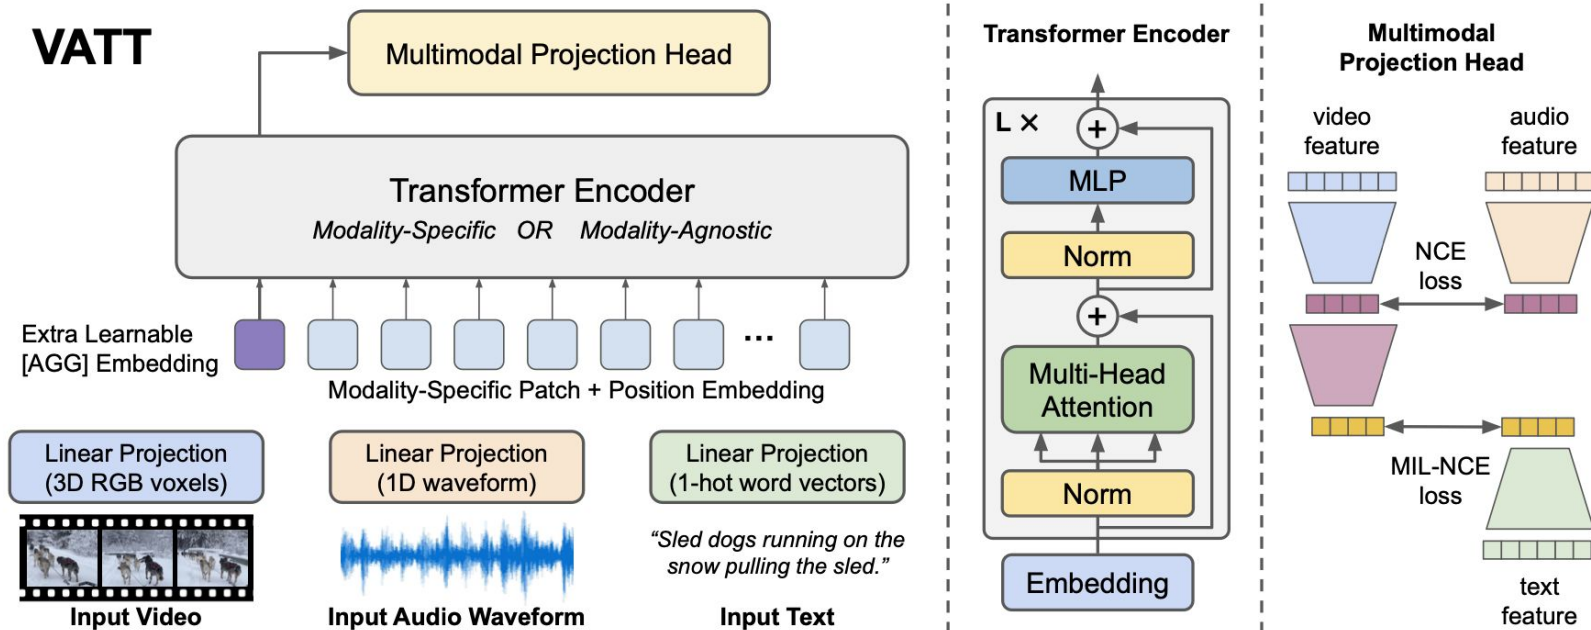 VATT
Multimodal Projection Head
Transformer Encoder
Modality-Specific OR Modality-Agnostic
Extra Learnable
[AGG] Embedding
...
Modality-Specific Patch + Position Embedding
Linear Projection
(3D RGB voxels)
Linear Projection
(1D waveform)
Linear Projection
(1-hot word vectors)
“Sled dogs running on the
snow pulling the sled.”
Input Video
Input Audio Waveform
Input Text
Transformer Encoder
L ×
+
MLP
Norm
+
Multi-Head
Attention
Norm
Embedding
Multimodal
Projection Head
video
feature
audio
feature
NCE
loss
MIL-NCE
loss
text
feature